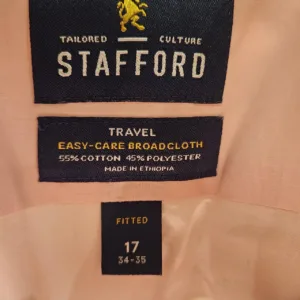 TAILORED CULTURE
STAFFORD
TRAVEL
EASY-CARE BROADCLOTH
55% COTTON 45% POLYESTER
MADE IN ETHIOPIA
FITTED
17
34-35